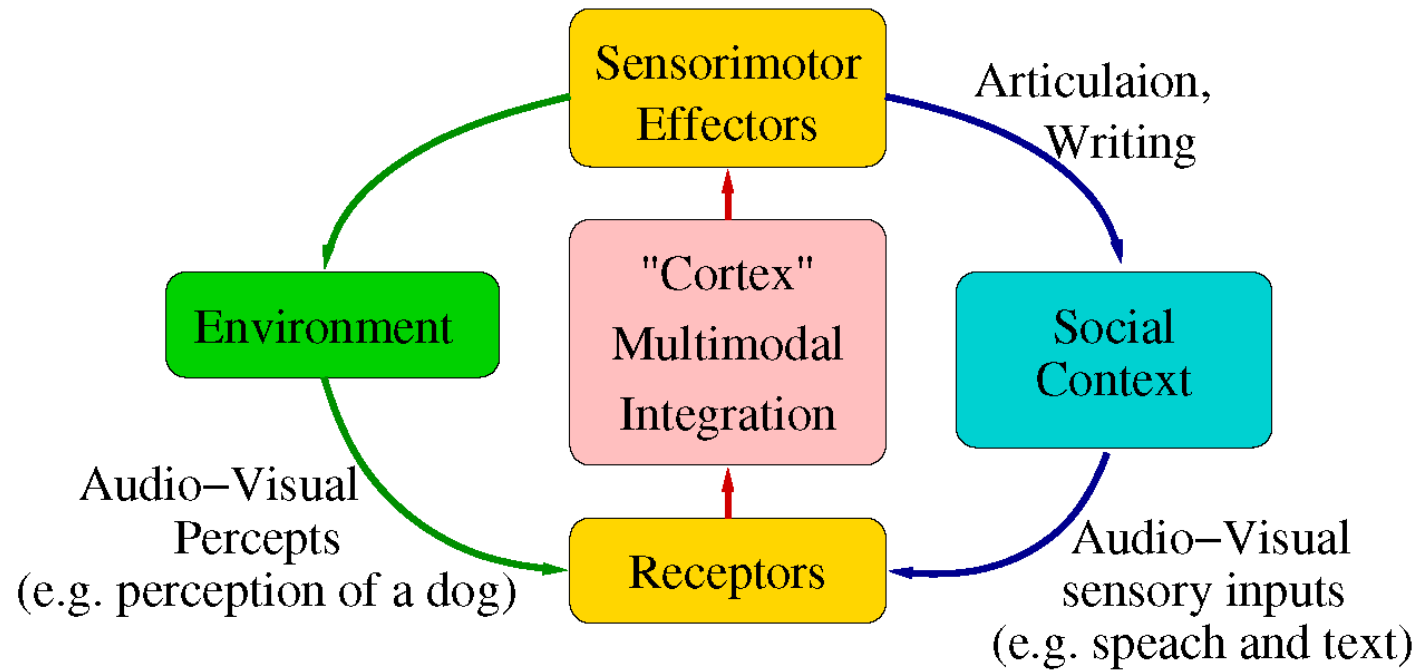 Sensorimotor
Effectors
Articulaion,
Writing
Environment
"Cortex"
Multimodal
Integration
Social
Context
Audio−Visual
Percepts
(e.g. perception of a dog)
Receptors
Audio−Visual
sensory inputs
(e.g. speach and text)